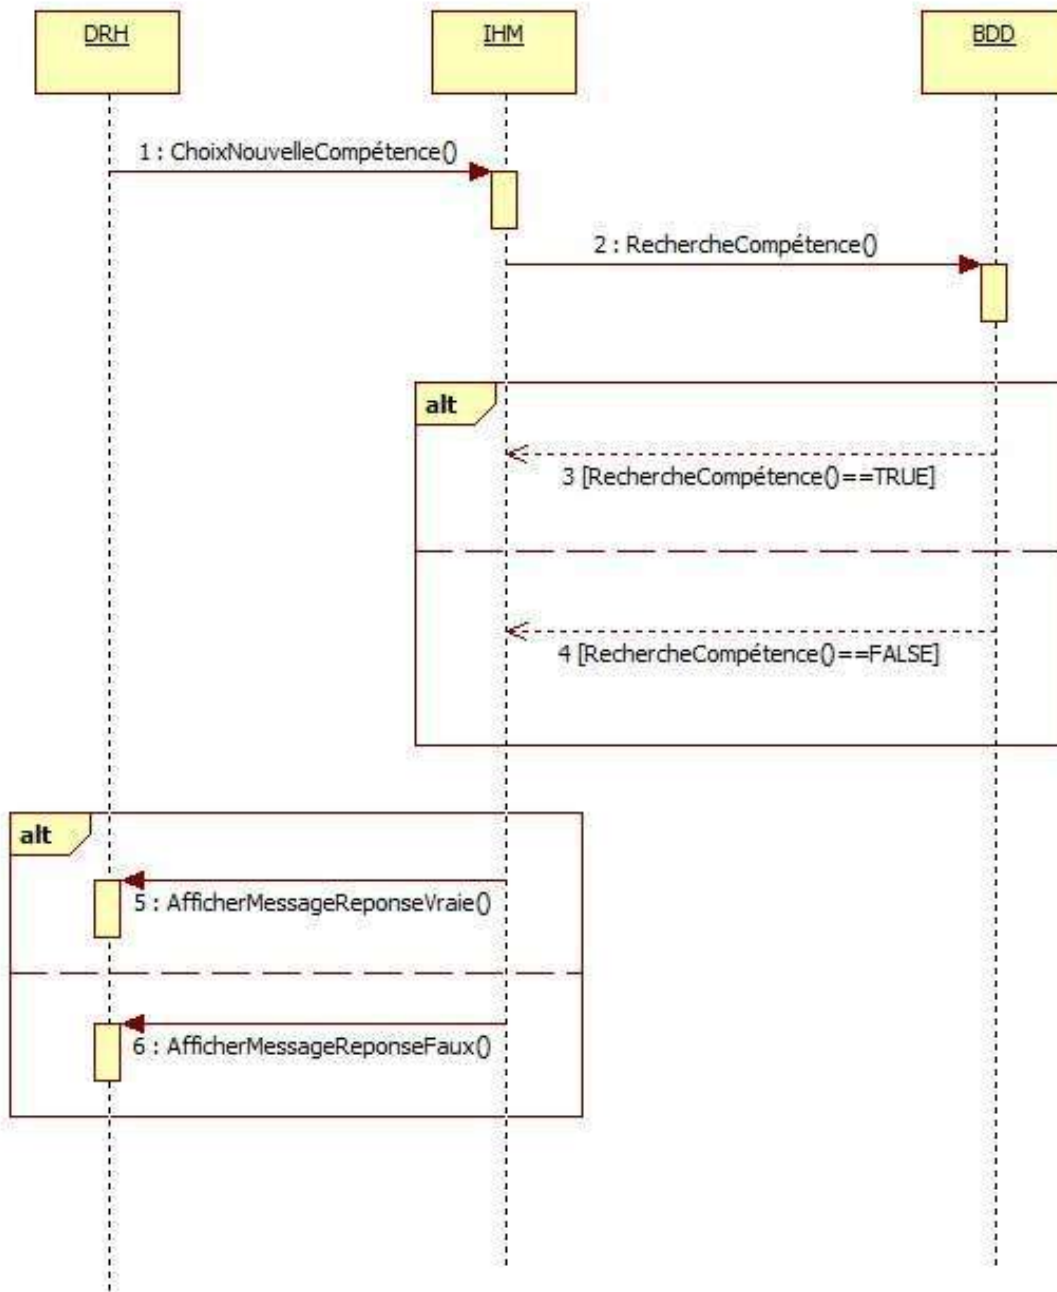 DRH
IHM
BDD
1 : ChoixNouvelleCompétence()
2 : RechercheCompétence()
alt
3 [RechercheCompétence()==TRUE]
4 [RechercheCompétence()==FALSE]
alt
5 : AfficherMessageReponseVraie()
6 : AfficherMessageReponseFaux()